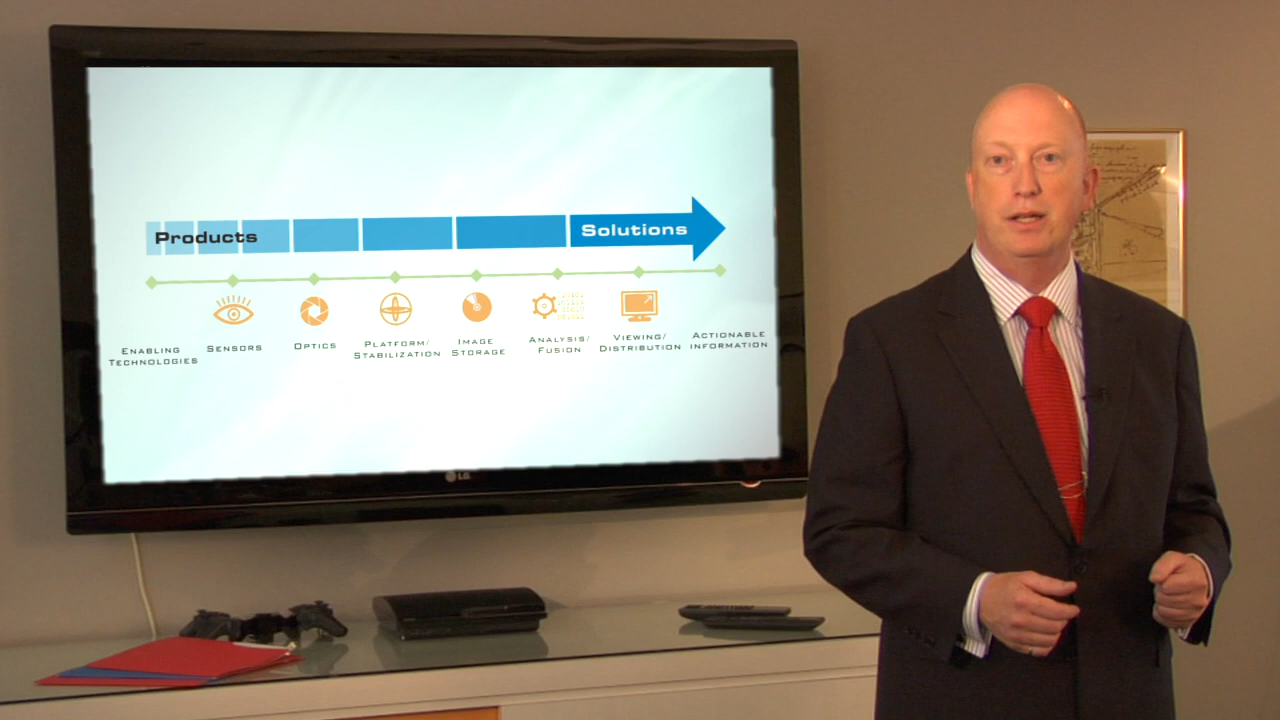 Products
Solutions
ENABLING
TECHNOLOGIES
SENSORS
OPTICS
PLATFORM/
STABILIZATION
IMAGE
STORAGE
ANALYSIS/
FUSION
VIEWING/
DISTRIBUTION
ACTIONABLE
INFORMATION
LG